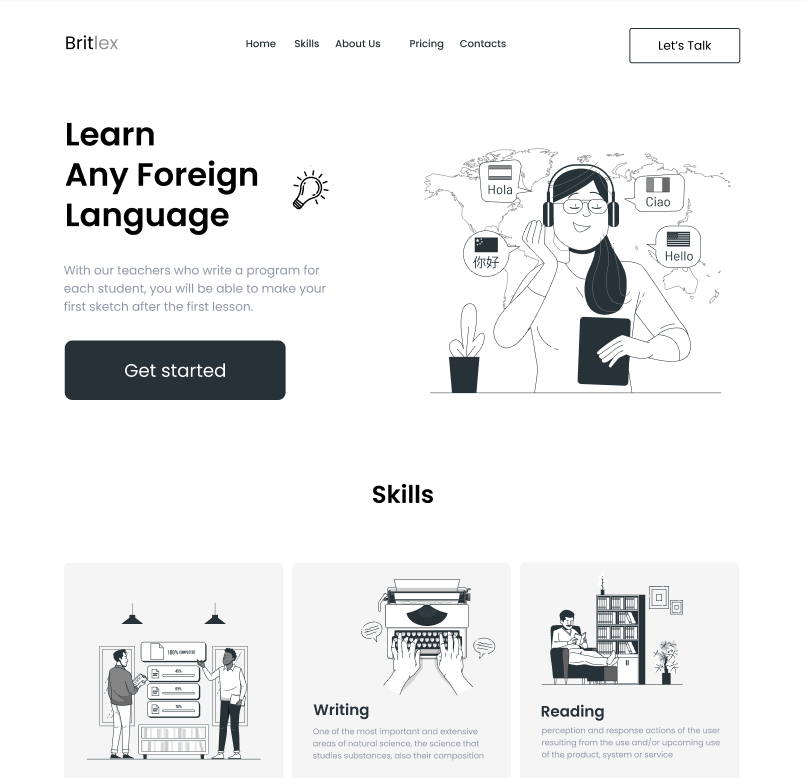 Britlex
Home Skills About Us Pricing Contacts
Let's Talk
Learn
Any Foreign
Language
With our teachers who write a program for
each student, you will be able to make your
first sketch after the first lesson.
Get started
Hola
Ciao
你好
Hello
Skills
100% COMPLETED
Writing
One of the most important and extensive
areas of natural science, the science that
studies substances, also their composition
Reading
perception and response actions of the user
resulting from the use and/or upcoming use
of the product, system or service